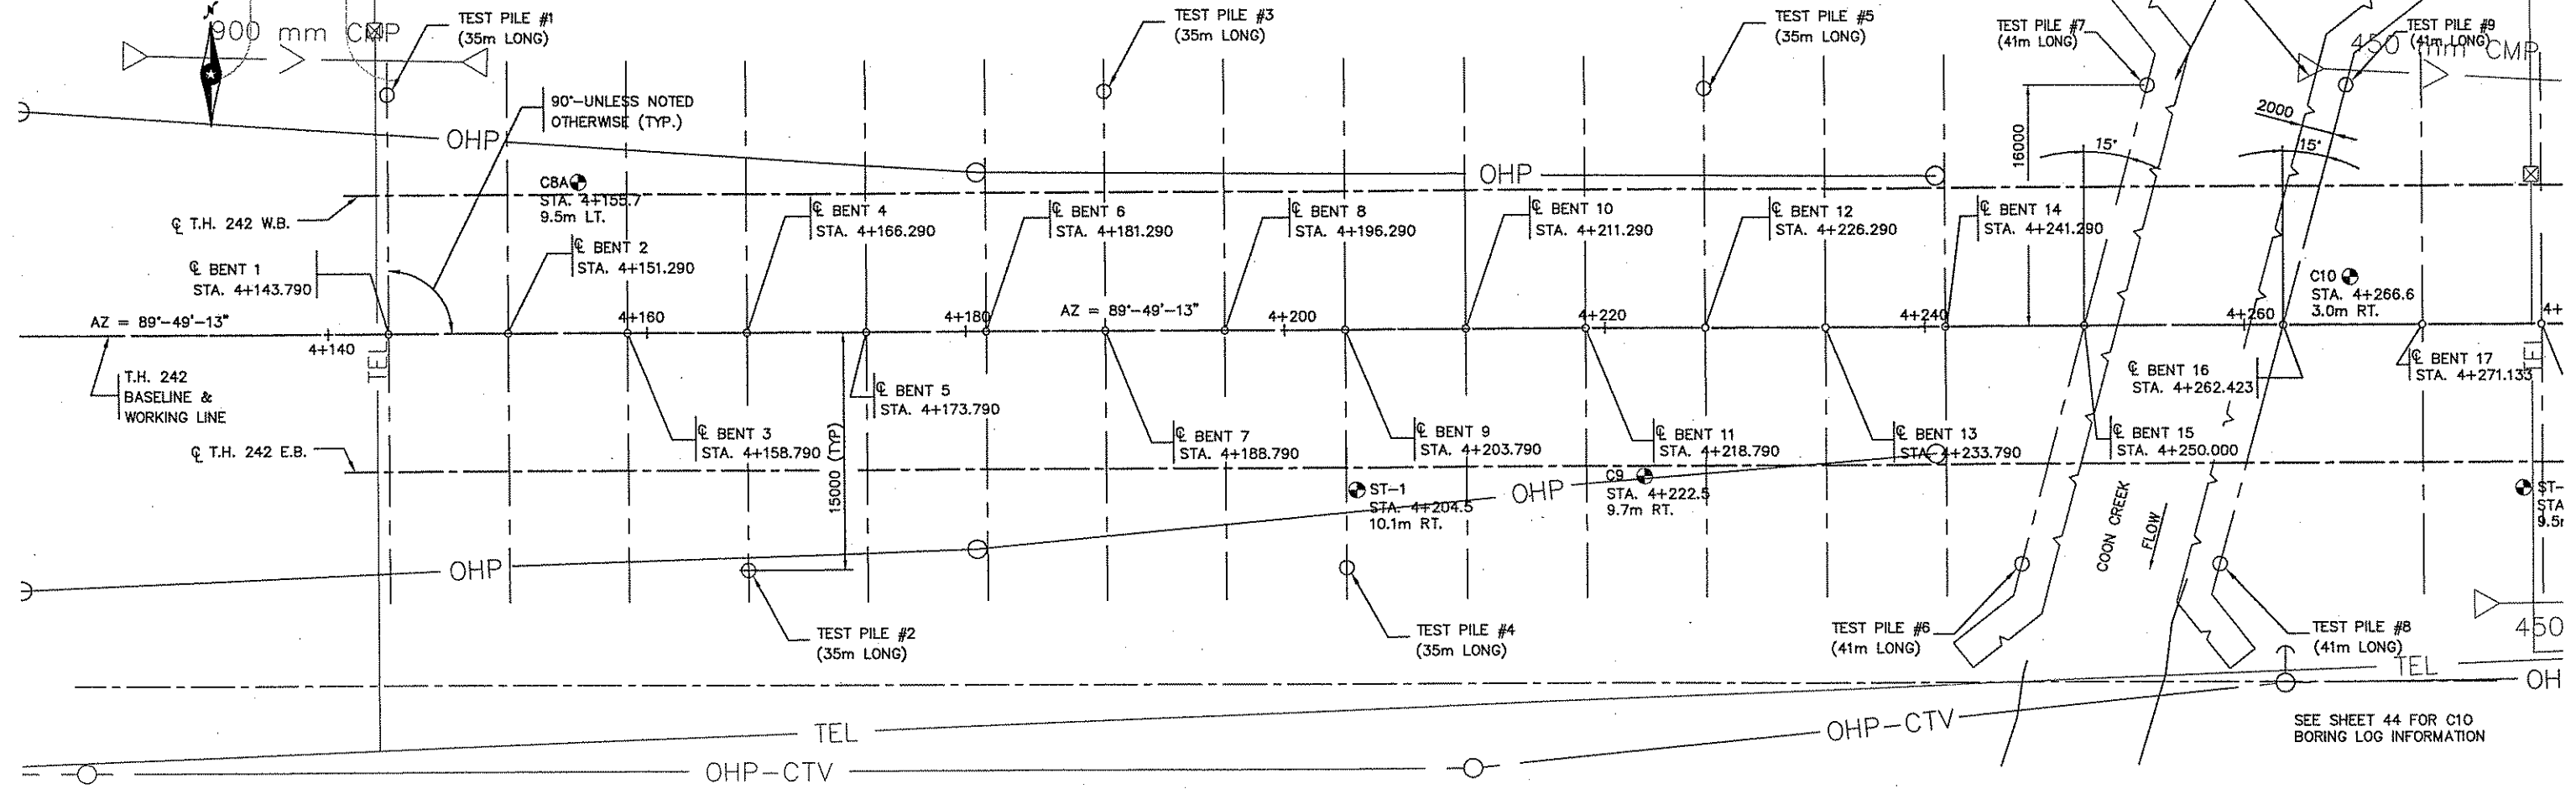 N
900 mm CMP
TEST PILE #1
(35m LONG)
TEST PILE #3
(35m LONG)
TEST PILE #5
(35m LONG)
TEST PILE #7
(41m LONG)
TEST PILE #9
(41m LONG)
450 mm CMP
90°-UNLESS NOTED
OTHERWISE (TYP.)
OHP
OHP
2000
16000
15°
15°
C8A
STA. 4+155.7
9.5m LT.
℄ T.H. 242 W.B.
℄ BENT 1
STA. 4+143.790
℄ BENT 2
STA. 4+151.290
℄ BENT 4
STA. 4+166.290
℄ BENT 6
STA. 4+181.290
℄ BENT 8
STA. 4+196.290
℄ BENT 10
STA. 4+211.290
℄ BENT 12
STA. 4+226.290
℄ BENT 14
STA. 4+241.290
C10
STA. 4+266.6
3.0m RT.
AZ = 89°-49'-13"
AZ = 89°-49'-13"
4+140
4+160
4+180
4+200
4+220
4+240
4+260
4+
TEL
TEL
T.H. 242
BASELINE &
WORKING LINE
℄ T.H. 242 E.B.
℄ BENT 3
STA. 4+158.790
℄ BENT 5
STA. 4+173.790
℄ BENT 7
STA. 4+188.790
℄ BENT 9
STA. 4+203.790
℄ BENT 11
STA. 4+218.790
℄ BENT 13
STA. 4+233.790
℄ BENT 15
STA. 4+250.000
℄ BENT 16
STA. 4+262.423
℄ BENT 17
STA. 4+271.133
15000 (TYP)
ST-1
STA. 4+204.5
10.1m RT.
C9
STA. 4+222.5
9.7m RT.
ST-
STA
9.5
OHP
OHP
COON CREEK
FLOW
TEST PILE #2
(35m LONG)
TEST PILE #4
(35m LONG)
TEST PILE #6
(41m LONG)
TEST PILE #8
(41m LONG)
450
TEL
TEL
OH
OHP-CTV
OHP-CTV
SEE SHEET 44 FOR C10
BORING LOG INFORMATION